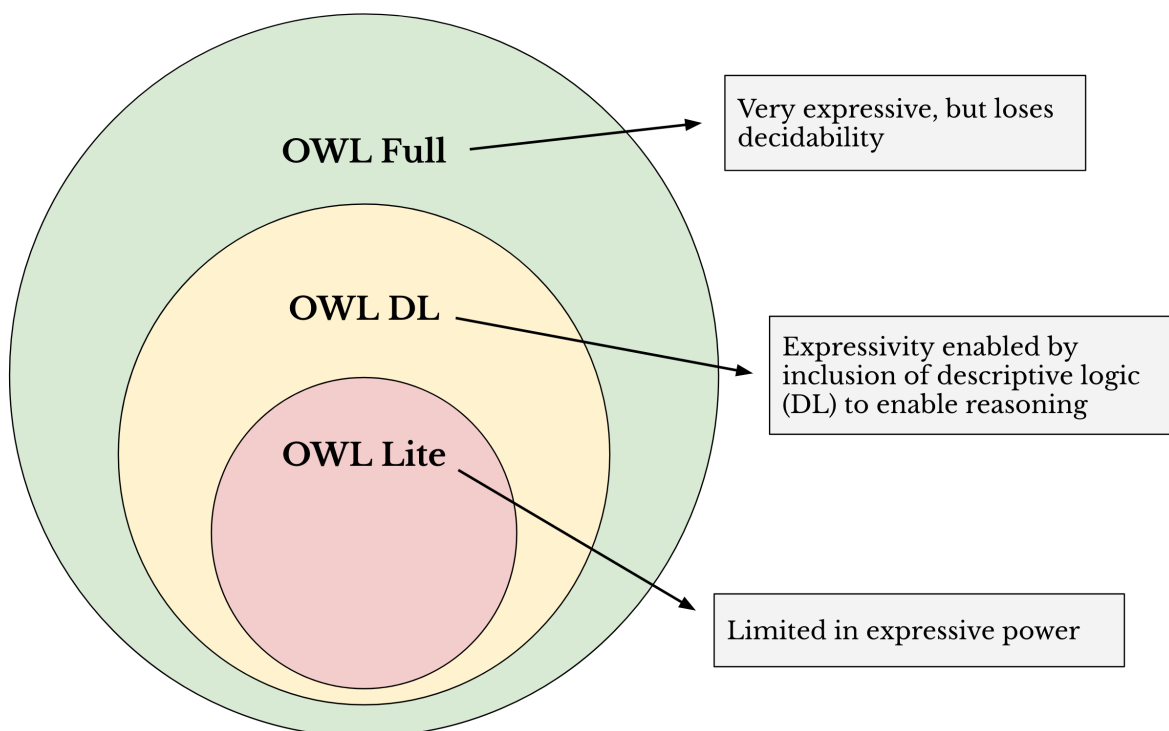 OWL Full
Very expressive, but loses
decidability
OWL DL
Expressivity enabled by
inclusion of descriptive logic
(DL) to enable reasoning
OWL Lite
Limited in expressive power